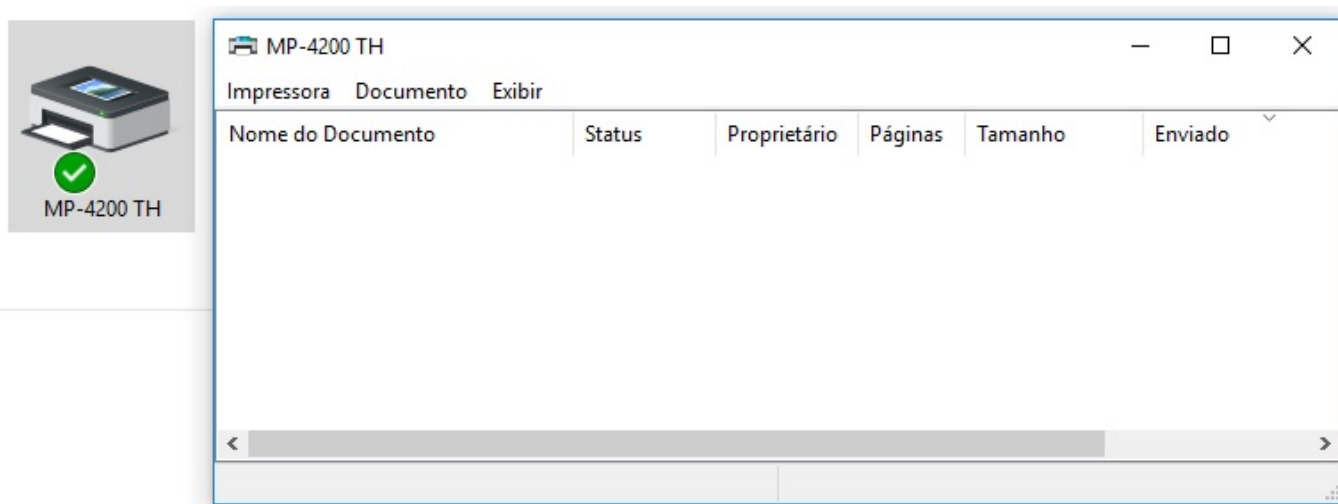 MP-4200 TH
Impressora Documento Exibir
Nome do Documento Status Proprietário Páginas Tamanho Enviado
MP-4200 TH